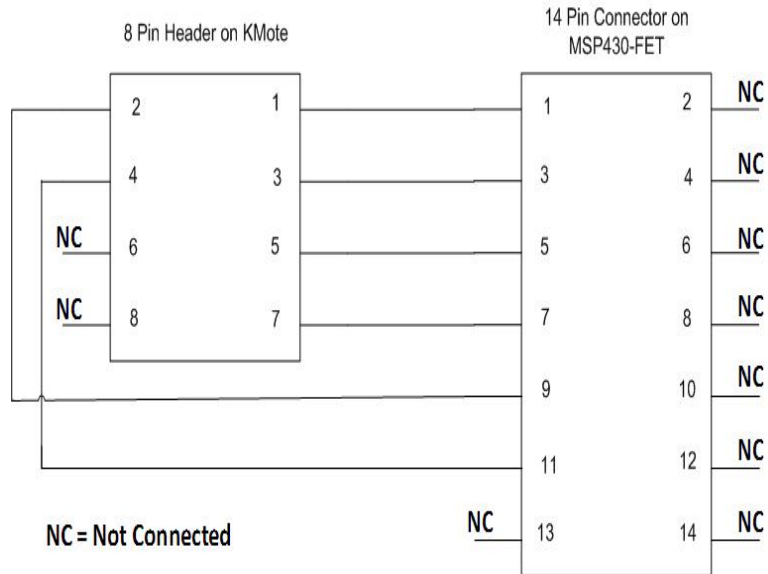 8 Pin Header on KMote
14 Pin Connector on
MSP430-FET
2 1 1 2 NC
4 3 3 4 NC
NC 6 5 5 6 NC
NC 8 7 7 8 NC
9 10 NC
11 12 NC
NC = Not Connected NC 13 14 NC